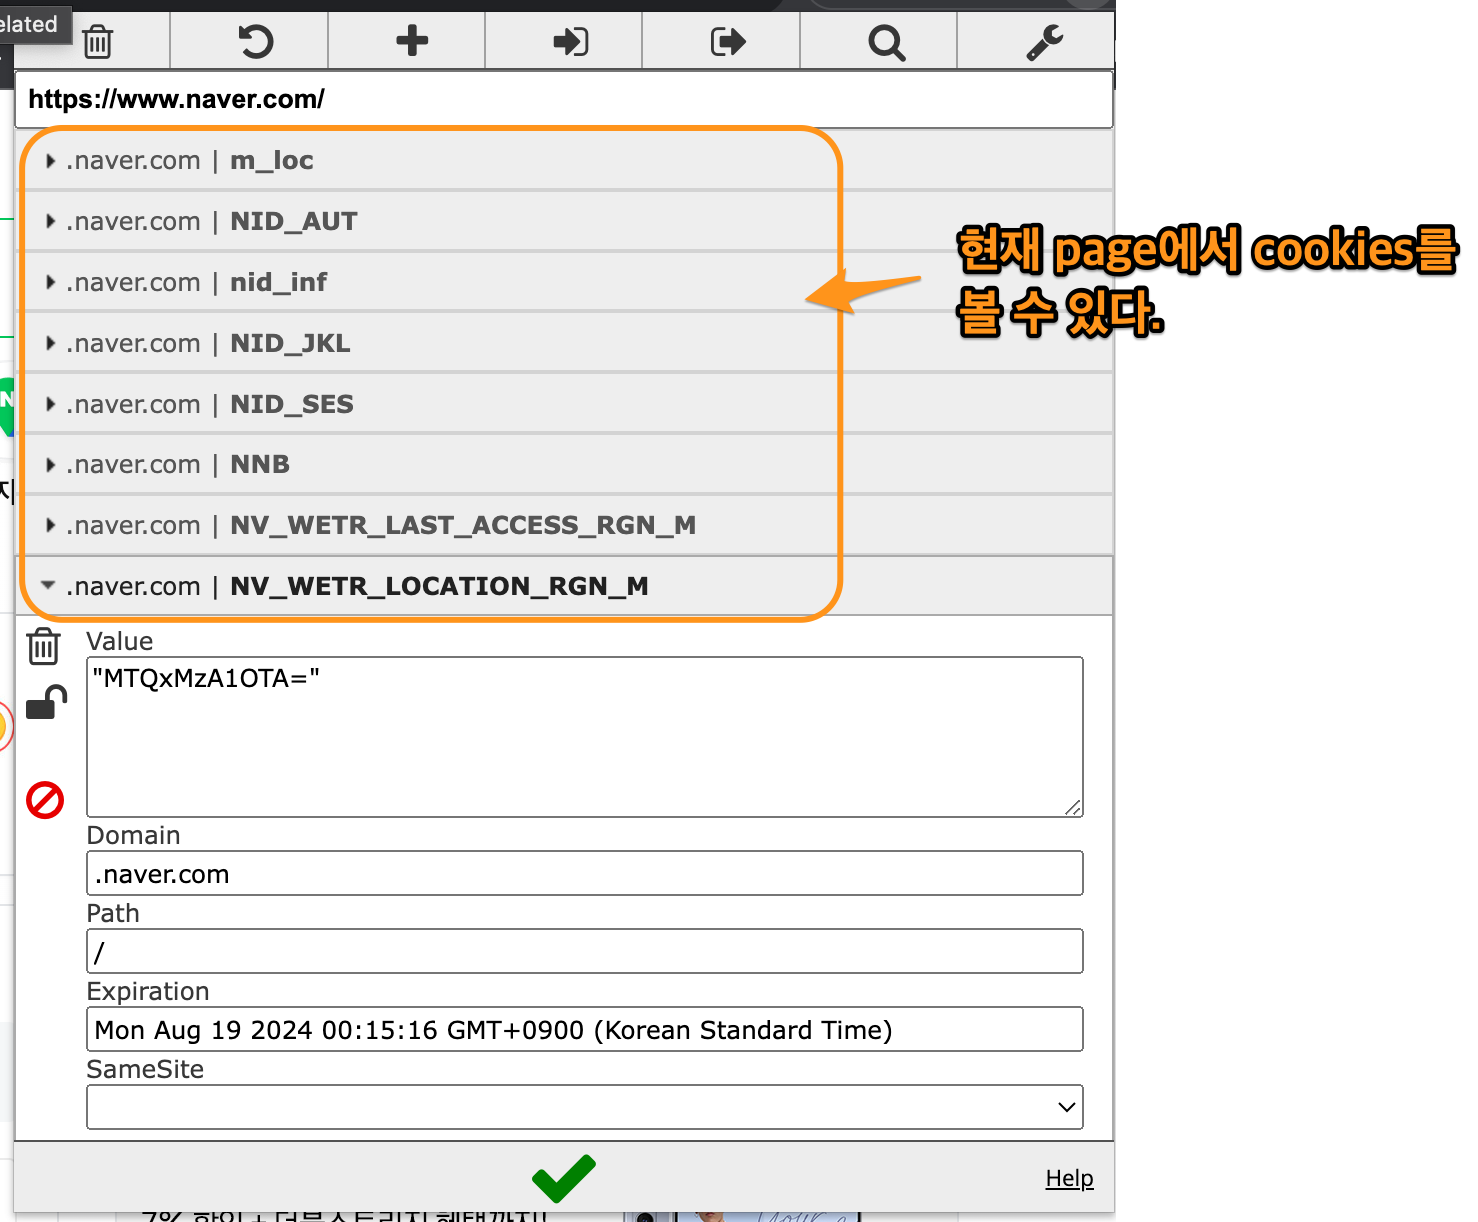 elated
https://www.naver.com/
.naver.com | m_loc
.naver.com | NID_AUT
현재 page에서 cookies를
볼 수 있다.
.naver.com | nid_inf
.naver.com | NID_JKL
.naver.com | NID_SES
.naver.com | NNB
.naver.com | NV_WETR_LAST_ACCESS_RGN_M
.naver.com | NV_WETR_LOCATION_RGN_M
Value
"MTQxMzA1OTA="
Domain
.naver.com
Path
/
Expiration
Mon Aug 19 2024 00:15:16 GMT+0900 (Korean Standard Time)
SameSite
Help